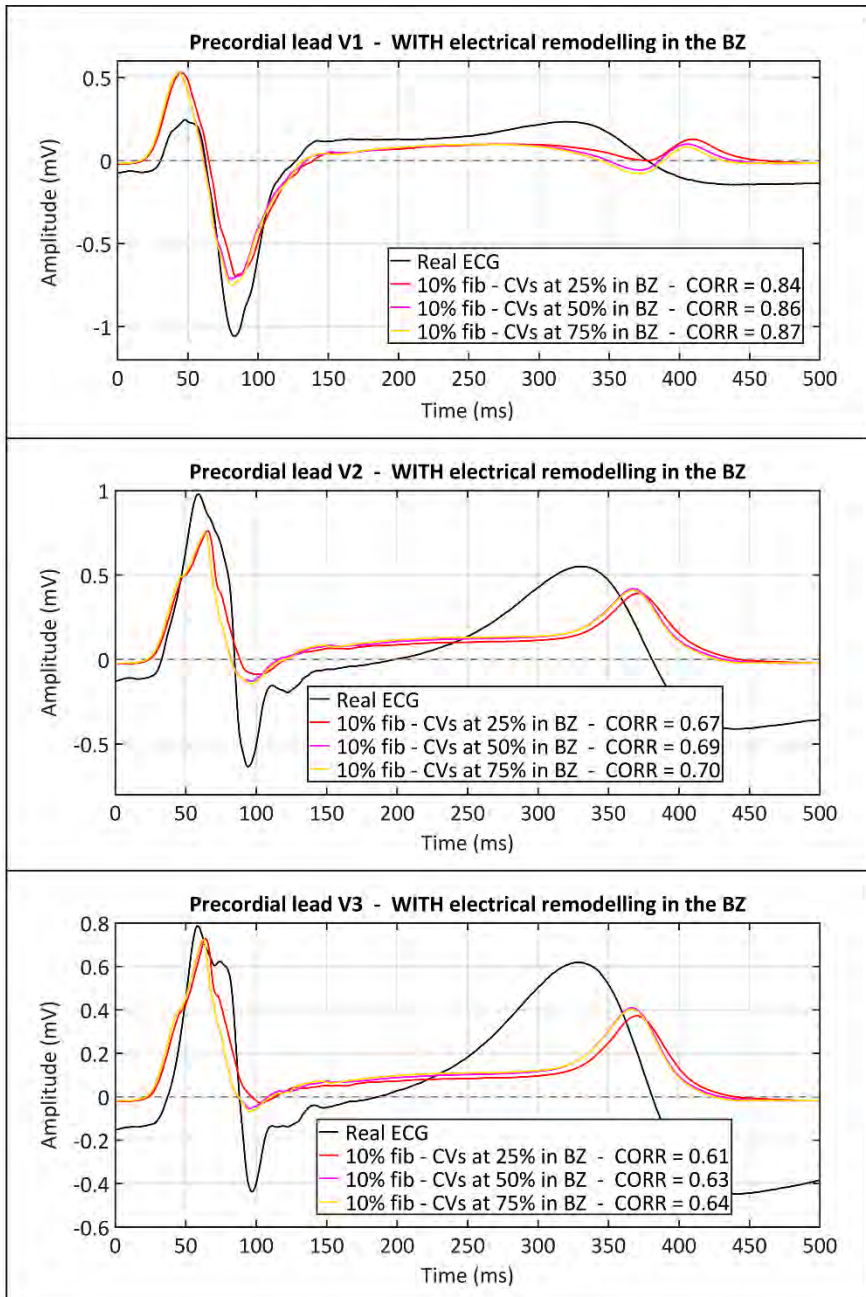 Precordial lead V1 - WITH electrical remodelling in the BZ
0.5
0
-0.5
-1
Amplitude (mV)
Real ECG
10% fib - CVs at 25% in BZ - CORR = 0.84
10% fib - CVs at 50% in BZ - CORR = 0.86
10% fib - CVs at 75% in BZ - CORR = 0.87
0 50 100 150 200 250 300 350 400 450 500
Time (ms)
Precordial lead V2 - WITH electrical remodelling in the BZ
1
0.5
0
-0.5
Amplitude (mV)
Real ECG
10% fib - CVs at 25% in BZ - CORR = 0.67
10% fib - CVs at 50% in BZ - CORR = 0.69
10% fib - CVs at 75% in BZ - CORR = 0.70
0 50 100 150 200 250 300 350 400 450 500
Time (ms)
Precordial lead V3 - WITH electrical remodelling in the BZ
0.8
0.6
0.4
0.2
0
-0.2
-0.4
-0.6
Amplitude (mV)
Real ECG
10% fib - CVs at 25% in BZ - CORR = 0.61
10% fib - CVs at 50% in BZ - CORR = 0.63
10% fib - CVs at 75% in BZ - CORR = 0.64
0 50 100 150 200 250 300 350 400 450 500
Time (ms)